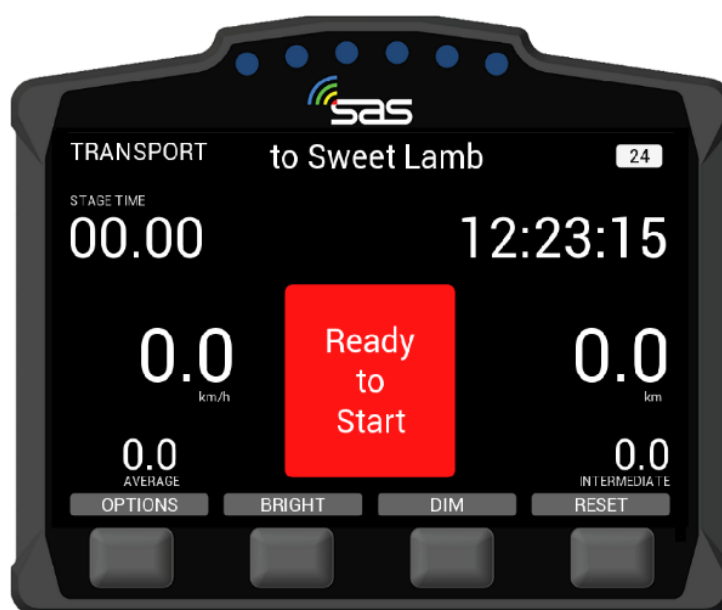 sas
TRANSPORT
to Sweet Lamb
24
STAGE TIME
00.00
12:23:15
0.0
km/h
Ready
to
Start
0.0
km
0.0
AVERAGE
0.0
INTERMEDIATE
OPTIONS
BRIGHT
DIM
RESET